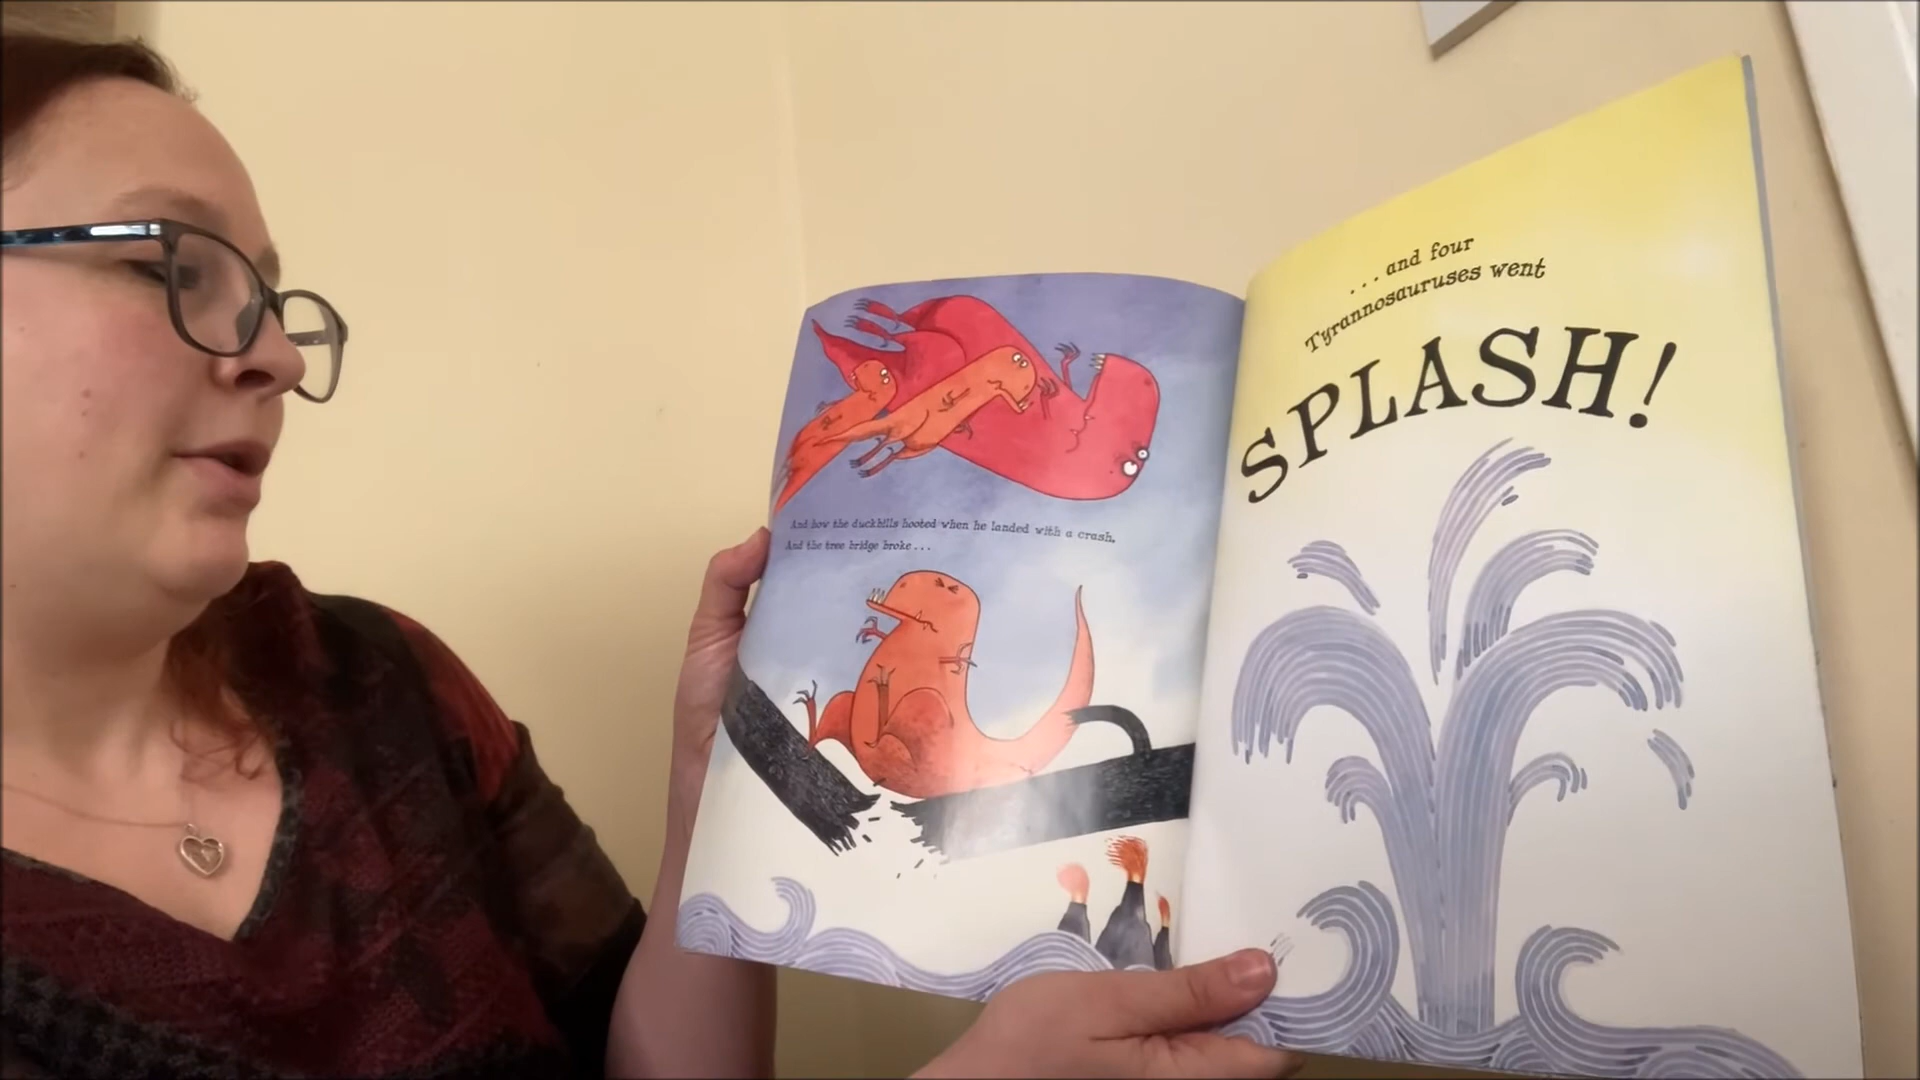 And how the duckbills hooted when he landed with a crash.
And the tree bridge broke...
...and four
Tyrannosauruses went
SPLASH!